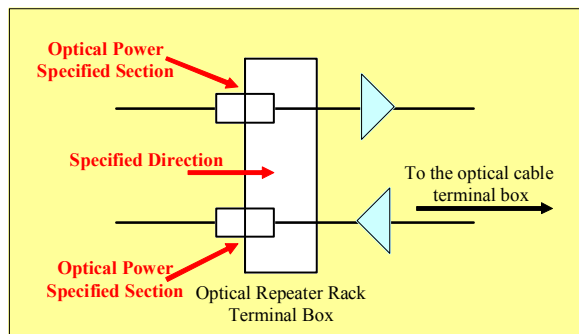 Optical Power
Specified Section
Specified Direction
To the optical cable
terminal box
Optical Power
Specified Section
Optical Repeater Rack
Terminal Box